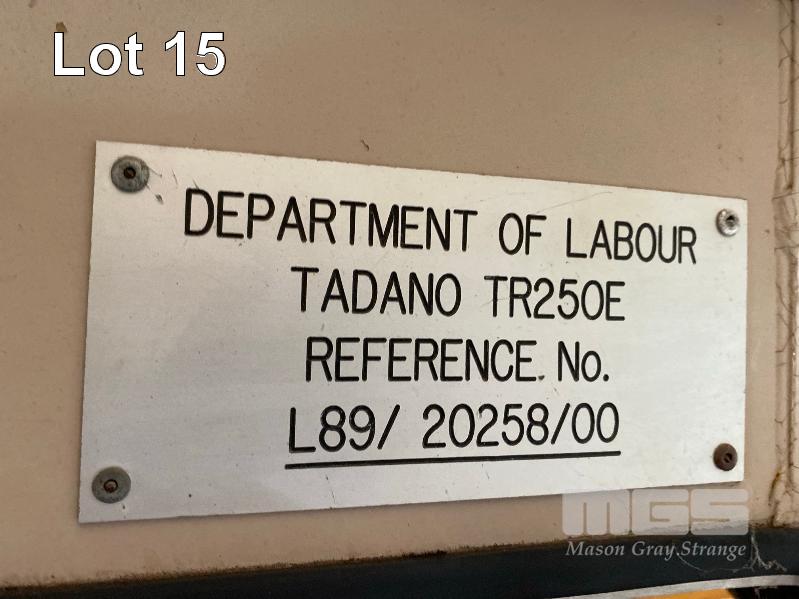 Lot 15
DEPARTMENT OF LABOUR
TADANO TR250E
REFERENCE. No.
L89/ 20258/00
MGS
Mason Gray.Strange